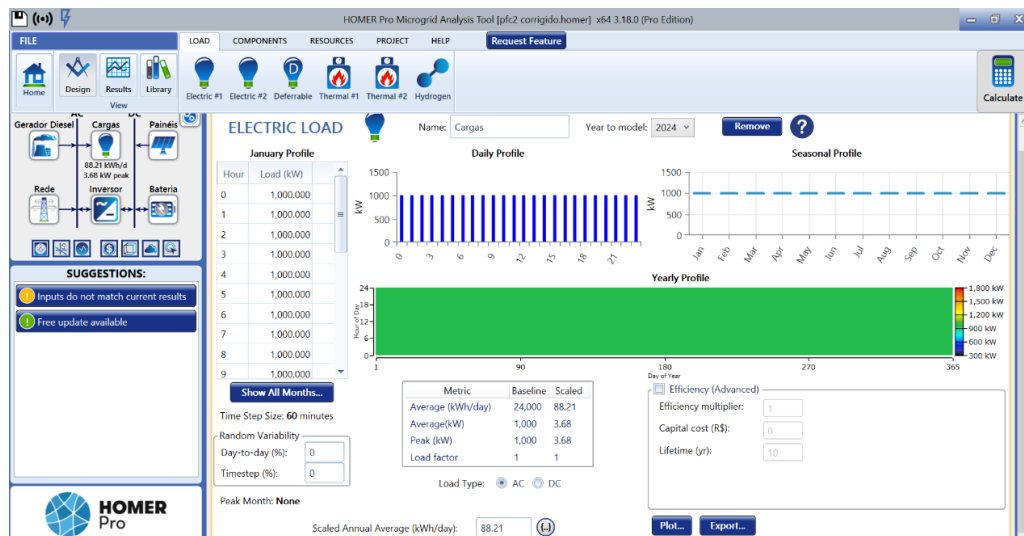 HOMER Pro Microgrid Analysis Tool [pfc2 corrigido.homer] x64 3.18.0 (Pro Edition)
FILE
LOAD COMPONENTS RESOURCES PROJECT HELP Request Feature
Home Design Results Library Electric #1 Electric #2 Deferrable Thermal #1 Thermal #2 Hydrogen Calculate
View
AC DC
Gerador Diesel Cargas Painéis
88.21 kWh/d
3.68 kW peak
Rede Inversor Bateria
SUGGESTIONS:
Inputs do not match current results
Free update available
HOMER
Pro
ELECTRIC LOAD Name: Cargas Year to model: 2024 Remove ?
January Profile
Hour Load (kW)
0 1,000.000
1 1,000.000
2 1,000.000
3 1,000.000
4 1,000.000
5 1,000.000
6 1,000.000
7 1,000.000
8 1,000.000
9 1,000.000
Show All Months...
Time Step Size: 60 minutes
Random Variability
Day-to-day (%): 0
Timestep (%): 0
Peak Month: None
Daily Profile
kW
1500
1000
500
0
0 3 6 9 12 15 18 21
Seasonal Profile
kW
1500
1000
500
0
Jan Feb Mar Apr May Jun Jul Aug Sep Oct Nov Dec
Yearly Profile
Hour of Day
24
18
12
6
0
1 90 180 270 365
Day of Year
1,800 kW
1,500 kW
1,200 kW
900 kW
600 kW
300 kW
Metric Baseline Scaled
Average (kWh/day) 24,000 88.21
Average(kW) 1,000 3.68
Peak (kW) 1,000 3.68
Load factor 1 1
Load Type: AC DC
Scaled Annual Average (kWh/day): 88.21 {..}
Efficiency (Advanced)
Efficiency multiplier: 1
Capital cost (R$): 0
Lifetime (yr): 10
Plot... Export...